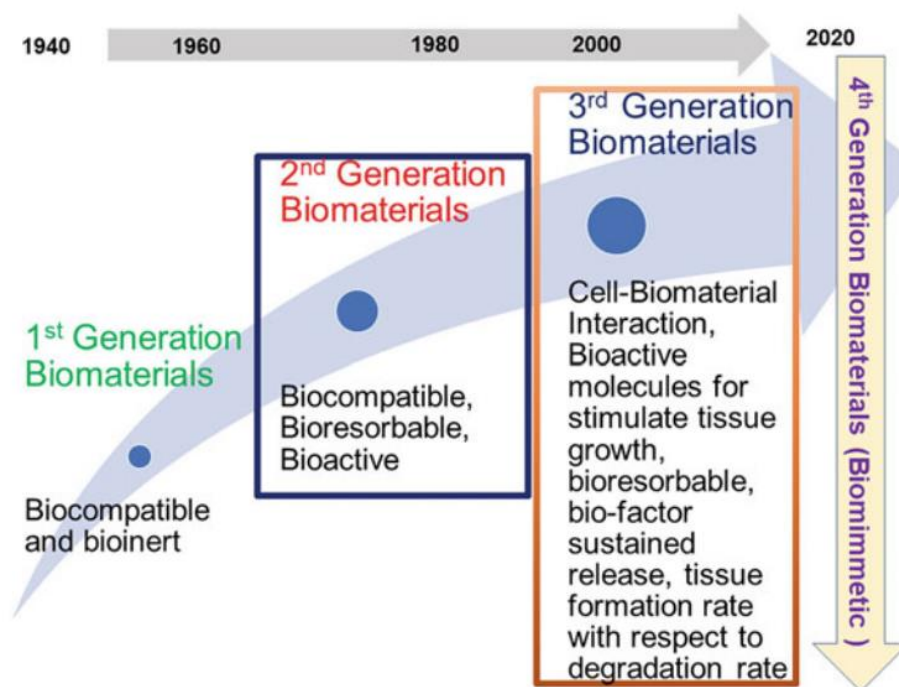 1940
1960
1980
2000
2020
1st Generation
Biomaterials
Biocompatible
and bioinert
2nd Generation
Biomaterials
Biocompatible,
Bioresorbable,
Bioactive
3rd Generation
Biomaterials
Cell-Biomaterial
Interaction,
Bioactive
molecules for
stimulate tissue
growth,
bioresorbable,
bio-factor
sustained
release, tissue
formation rate
with respect to
degradation rate
4th Generation Biomaterials (Biomimmetic )